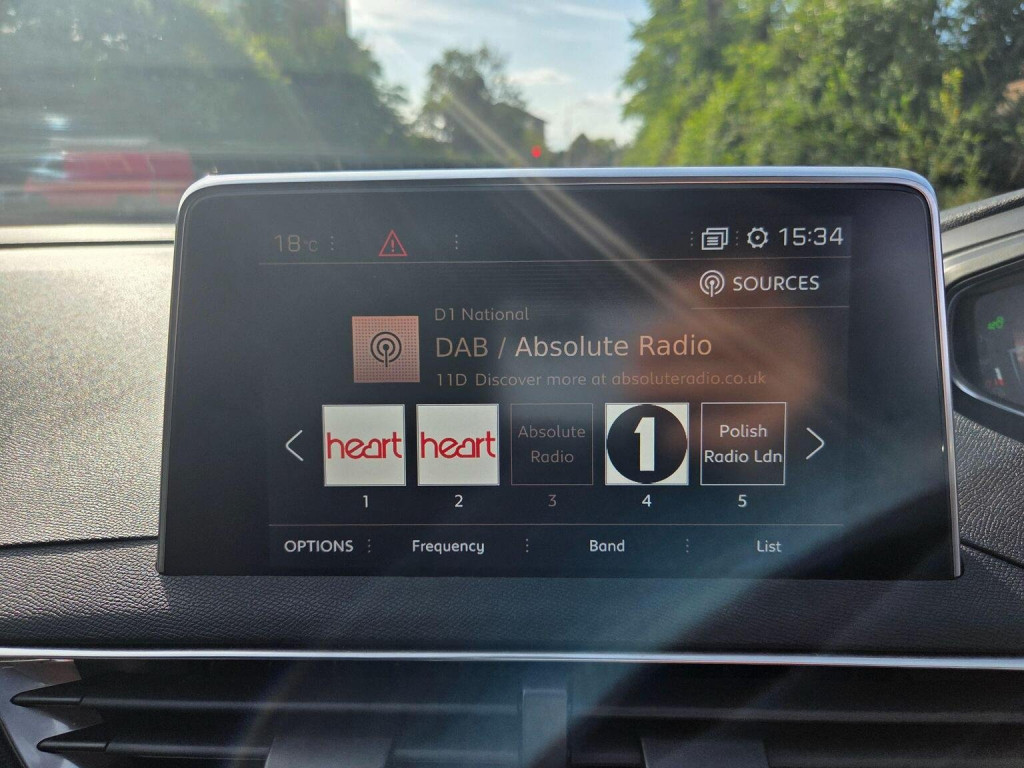 18°C
15:34
SOURCES
D1 National
DAB / Absolute Radio
11D Discover more at absoluteradio.co.uk
heart
heart
Absolute
Radio
1
Polish
Radio Ldn
1
2
3
4
5
OPTIONS
Frequency
Band
List